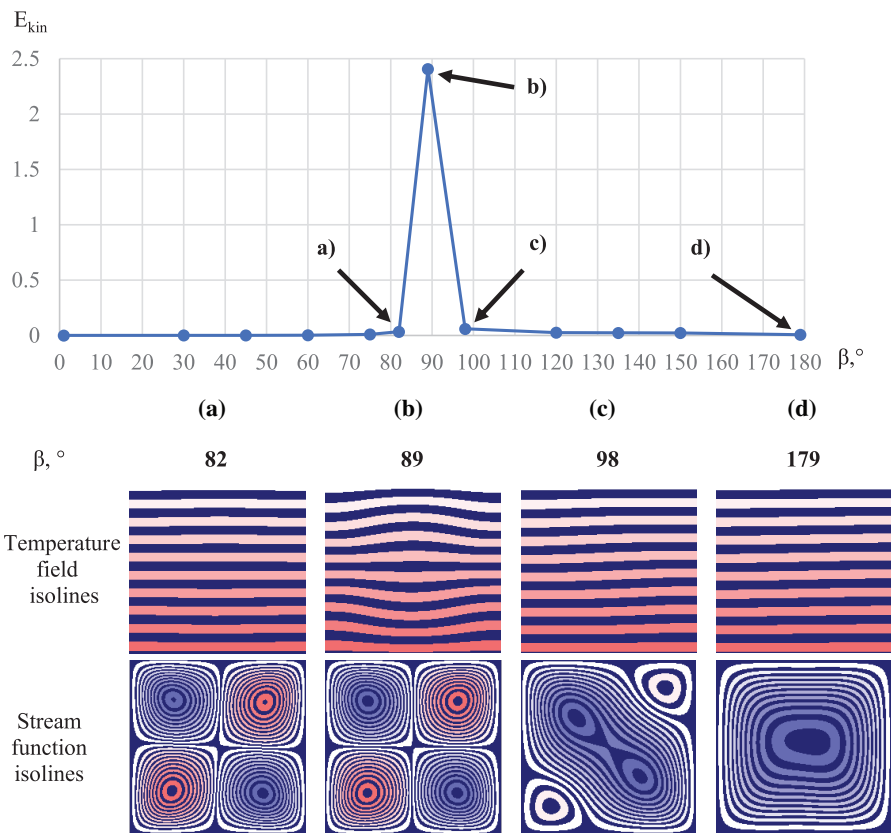 E_kin
2.5
2
1.5
1
0.5
0
a)
b)
c)
d)
0 10 20 30 40 50 60 70 80 90 100 110 120 130 140 150 160 170 180
β,°
(a) (b) (c) (d)
β, ° 82 89 98 179
Temperature
field
isolines
Stream
function
isolines